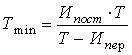 T_min = (И_пост · T) / (T − И_пер)